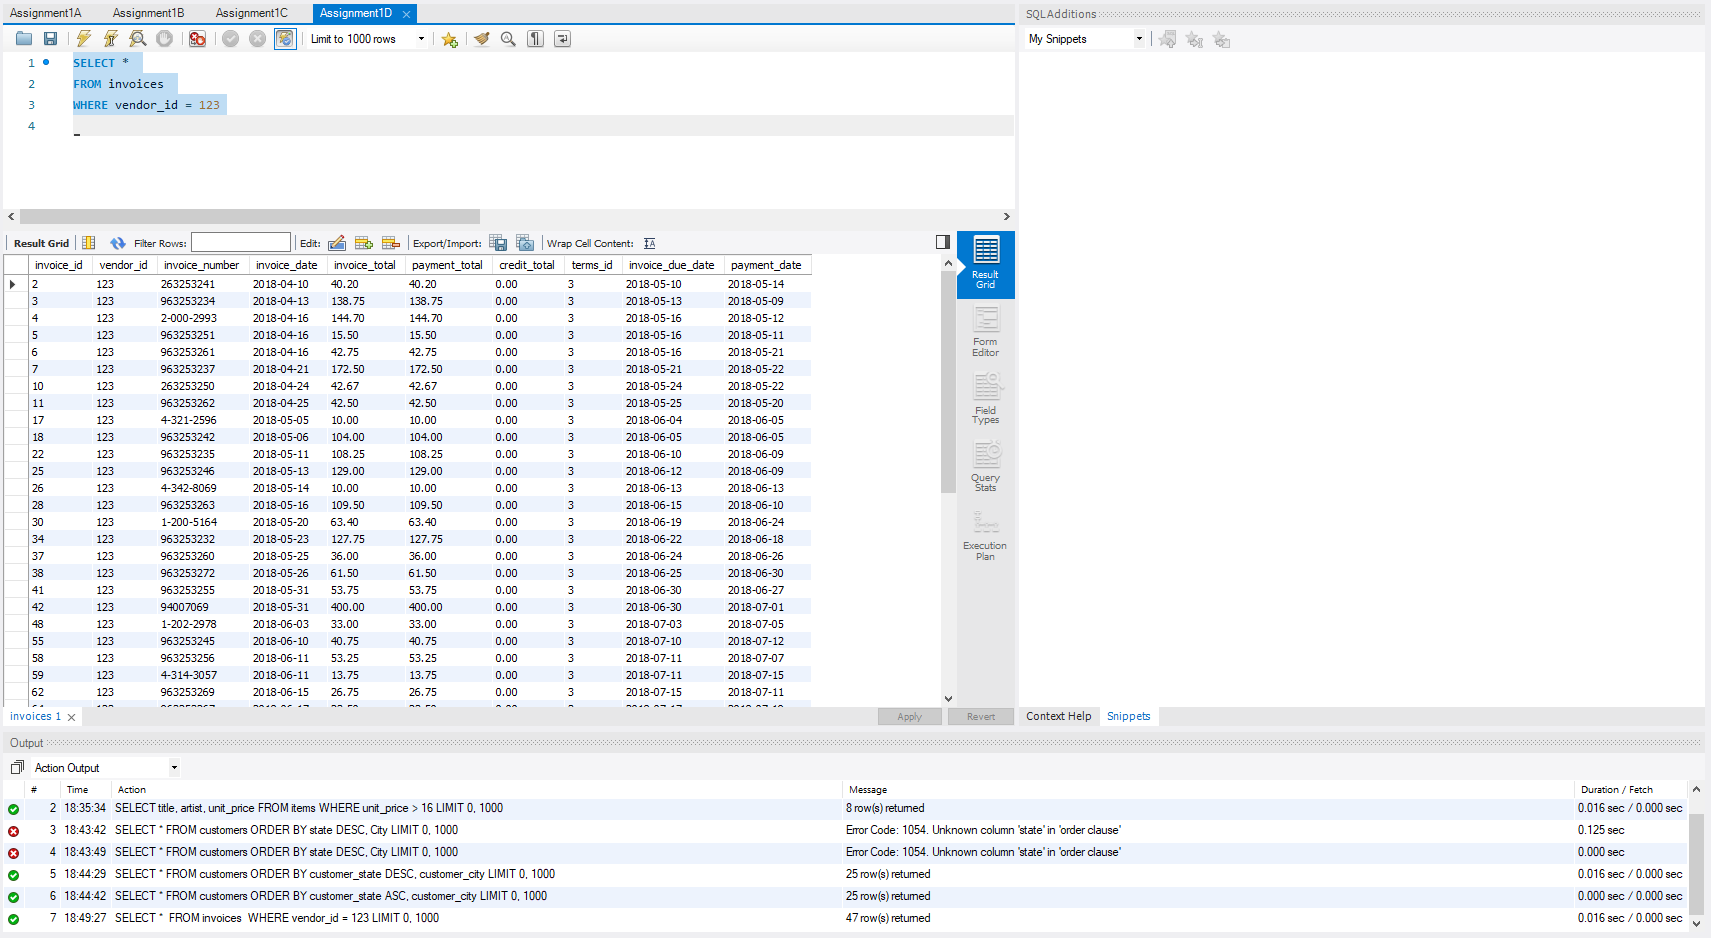 Assignment1A Assignment1B Assignment1C Assignment1D
SQLAdditions
Limit to 1000 rows
My Snippets
1 SELECT *
2 FROM invoices
3 WHERE vendor_id = 123
4
Result Grid Filter Rows: Edit: Export/Import: Wrap Cell Content:
invoice_id vendor_id invoice_number invoice_date invoice_total payment_total credit_total terms_id invoice_due_date payment_date
2 123 263253241 2018-04-10 40.20 40.20 0.00 3 2018-05-10 2018-05-14
3 123 963253234 2018-04-13 138.75 138.75 0.00 3 2018-05-13 2018-05-09
4 123 2-000-2993 2018-04-16 144.70 144.70 0.00 3 2018-05-16 2018-05-12
5 123 963253251 2018-04-16 15.50 15.50 0.00 3 2018-05-16 2018-05-11
6 123 963253261 2018-04-16 42.75 42.75 0.00 3 2018-05-16 2018-05-21
7 123 963253237 2018-04-21 172.50 172.50 0.00 3 2018-05-21 2018-05-22
10 123 263253250 2018-04-24 42.67 42.67 0.00 3 2018-05-24 2018-05-22
11 123 963253262 2018-04-25 42.50 42.50 0.00 3 2018-05-25 2018-05-20
17 123 4-321-2596 2018-05-05 10.00 10.00 0.00 3 2018-06-04 2018-06-05
18 123 963253242 2018-05-06 104.00 104.00 0.00 3 2018-06-05 2018-06-05
22 123 963253235 2018-05-11 108.25 108.25 0.00 3 2018-06-10 2018-06-09
25 123 963253246 2018-05-13 129.00 129.00 0.00 3 2018-06-12 2018-06-09
26 123 4-342-8069 2018-05-14 10.00 10.00 0.00 3 2018-06-13 2018-06-13
28 123 963253263 2018-05-16 109.50 109.50 0.00 3 2018-06-15 2018-06-10
30 123 1-200-5164 2018-05-20 63.40 63.40 0.00 3 2018-06-19 2018-06-24
34 123 963253232 2018-05-23 127.75 127.75 0.00 3 2018-06-22 2018-06-18
37 123 963253260 2018-05-25 36.00 36.00 0.00 3 2018-06-24 2018-06-26
38 123 963253272 2018-05-26 61.50 61.50 0.00 3 2018-06-25 2018-06-30
41 123 963253255 2018-05-31 53.75 53.75 0.00 3 2018-06-30 2018-06-27
42 123 94007069 2018-05-31 400.00 400.00 0.00 3 2018-06-30 2018-07-01
48 123 1-202-2978 2018-06-03 33.00 33.00 0.00 3 2018-07-03 2018-07-05
55 123 963253245 2018-06-10 40.75 40.75 0.00 3 2018-07-10 2018-07-12
58 123 963253256 2018-06-11 53.25 53.25 0.00 3 2018-07-11 2018-07-07
59 123 4-314-3057 2018-06-11 13.75 13.75 0.00 3 2018-07-11 2018-07-15
62 123 963253269 2018-06-15 26.75 26.75 0.00 3 2018-07-15 2018-07-11
Result
Grid
Form
Editor
Field
Types
Query
Stats
Execution
Plan
invoices 1 Apply Revert Context Help Snippets
Output
Action Output
# Time Action Message Duration / Fetch
2 18:35:34 SELECT title, artist, unit_price FROM items WHERE unit_price > 16 LIMIT 0, 1000 8 row(s) returned 0.016 sec / 0.000 sec
3 18:43:42 SELECT * FROM customers ORDER BY state DESC, City LIMIT 0, 1000 Error Code: 1054. Unknown column 'state' in 'order clause' 0.125 sec
4 18:43:49 SELECT * FROM customers ORDER BY state DESC, City LIMIT 0, 1000 Error Code: 1054. Unknown column 'state' in 'order clause' 0.000 sec
5 18:44:29 SELECT * FROM customers ORDER BY customer_state DESC, customer_city LIMIT 0, 1000 25 row(s) returned 0.016 sec / 0.000 sec
6 18:44:42 SELECT * FROM customers ORDER BY customer_state ASC, customer_city LIMIT 0, 1000 25 row(s) returned 0.000 sec / 0.000 sec
7 18:49:27 SELECT *  FROM invoices  WHERE vendor_id = 123 LIMIT 0, 1000 47 row(s) returned 0.016 sec / 0.000 sec